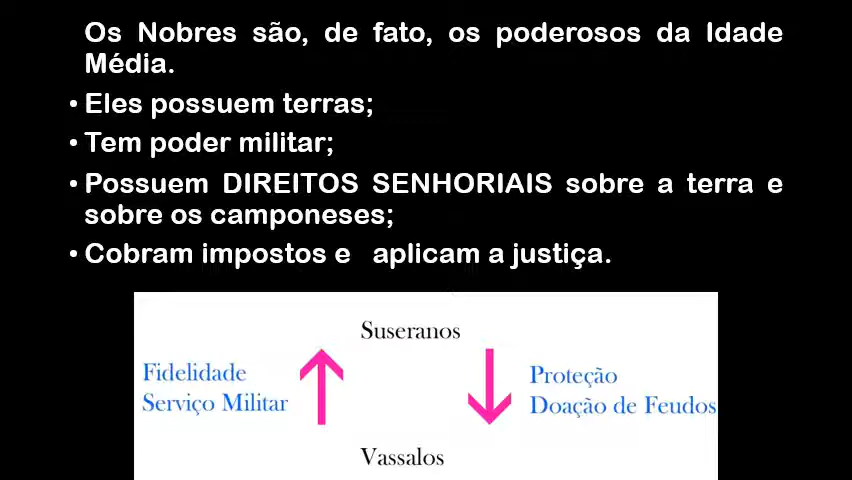 Os Nobres são, de fato, os poderosos da Idade
Média.
• Eles possuem terras;
• Tem poder militar;
• Possuem DIREITOS SENHORIAIS sobre a terra e
sobre os camponeses;
• Cobram impostos e aplicam a justiça.
Suseranos
Fidelidade
Serviço Militar
Proteção
Doação de Feudos
Vassalos